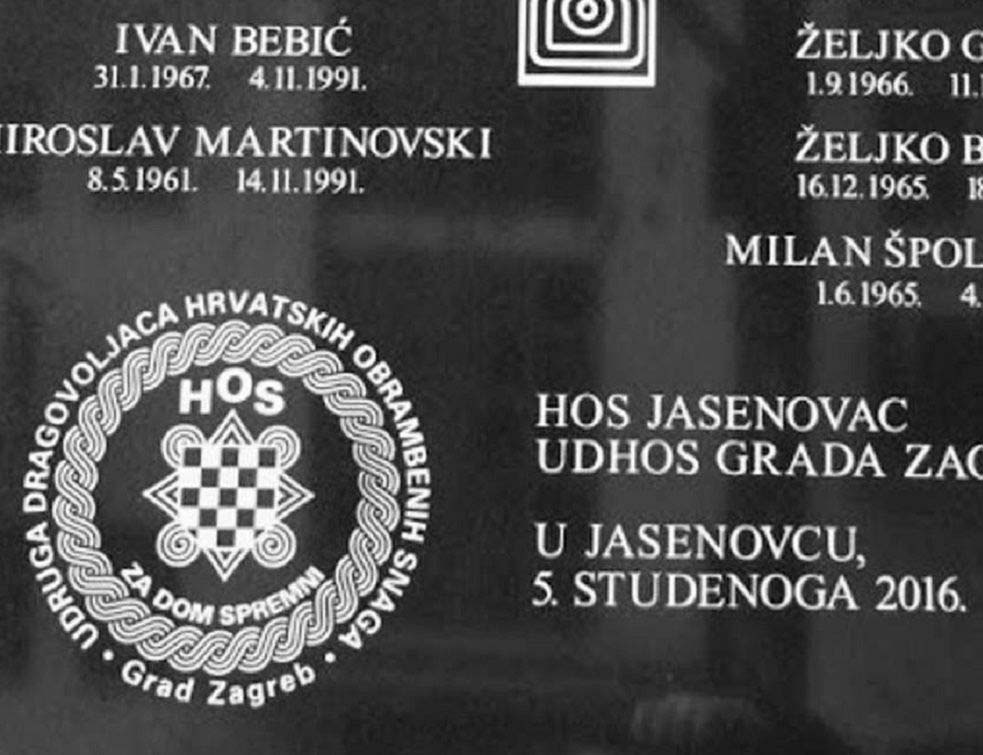 IVAN BEBIĆ
31.1.1967. 4.11.1991.
MIROSLAV MARTINOVSKI
8.5.1961. 14.11.1991.
ŽELJKO
1.9.1966.
ŽELJKO
16.12.1965.
MILAN
1.6.1965.
UDRUGA DRAGOVOLJACA HRVATSKIH OBRAMBENIH SNAGA
HOS
ZA DOM SPREMNI
• Grad Zagreb •
HOS JASENOVAC
UDHOS GRADA
U JASENOVCU,
5. STUDENOGA 2016.